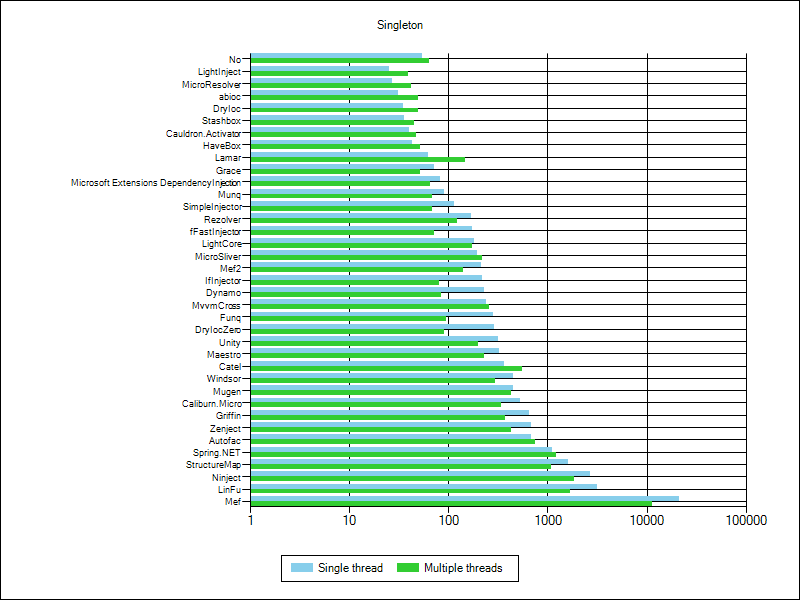 Singleton
No
LightInject
MicroResolver
abioc
DryIoc
Stashbox
Cauldron.Activator
HaveBox
Lamar
Grace
Microsoft Extensions DependencyInjection
Munq
SimpleInjector
Rezolver
fFastInjector
LightCore
MicroSliver
Mef2
IfInjector
Dynamo
MvvmCross
Funq
DryIocZero
Unity
Maestro
Catel
Windsor
Mugen
Caliburn.Micro
Griffin
Zenject
Autofac
Spring.NET
StructureMap
Ninject
LinFu
Mef
1 10 100 1000 10000 100000
Single thread Multiple threads